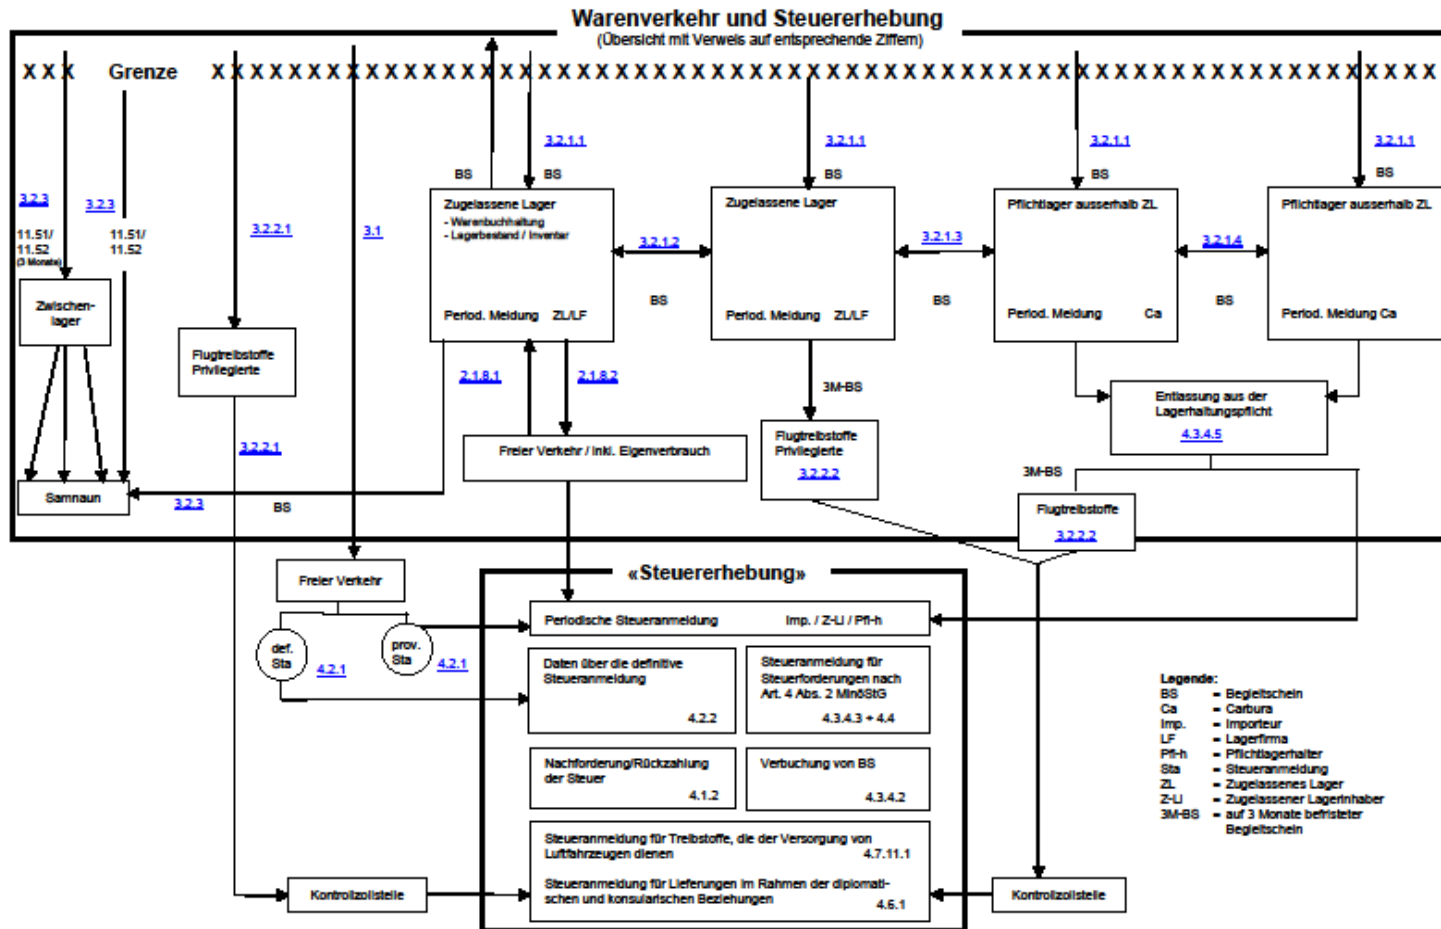 Warenverkehr und Steuererhebung
(Übersicht mit Verweis auf entsprechende Ziffern)
X X X Grenze X X X X X X X X X X X X X X X X X X X X X X X X X X X X X X X X X X X X X X X X X X X X X X X X X X X X X X X X
3.2.1.1 3.2.1.1 3.2.1.1 3.2.1.1
BS BS BS BS BS
3.2.3 3.2.3
11.51/ 11.51/
11.52 11.52
(3 Monate)
3.2.2.1
3.1
Zugelassene Lager
- Warenbuchhaltung
- Lagerbestand / Inventar
Period. Meldung ZL/LF
3.2.1.2
BS
Zugelassene Lager
Period. Meldung ZL/LF
3.2.1.3
BS
Pflichtlager ausserhalb ZL
Period. Meldung Ca
3.2.1.4
BS
Pflichtlager ausserhalb ZL
Period. Meldung Ca
Zwischen-
lager
Flugtreibstoffe
Privilegierte
2.1.8.1 2.1.8.2
3M-BS
Entlassung aus der
Lagerhaltungspflicht
4.3.4.5
3.2.2.1
Freier Verkehr / inkl. Eigenverbrauch
Flugtreibstoffe
Privilegierte
3.2.2.2
3M-BS
Samnaun
3.2.3 BS
Flugtreibstoffe
3.2.2.2
Freier Verkehr
«Steuererhebung»
def.
Sta
4.2.1
prov.
Sta
4.2.1
Periodische Steueranmeldung Imp. / Z-LI / Pfl-h
Daten über die definitive
Steueranmeldung
4.2.2
Steueranmeldung für
Steuerforderungen nach
Art. 4 Abs. 2 MinöStG
4.3.4.3 + 4.4
Nachforderung/Rückzahlung
der Steuer
4.1.2
Verbuchung von BS
4.3.4.2
Steueranmeldung für Treibstoffe, die der Versorgung von
Luftfahrzeugen dienen 4.7.11.1
Steueranmeldung für Lieferungen im Rahmen der diplomati-
schen und konsularischen Beziehungen
4.6.1
Kontrollzollstelle
Kontrollzollstelle
Legende:
BS = Begleitschein
Ca = Carbura
Imp. = Importeur
LF = Lagerfirma
Pfl-h = Pflichtlagerhalter
Sta = Steueranmeldung
ZL = Zugelassenes Lager
Z-LI = Zugelassener Lagerinhaber
3M-BS = auf 3 Monate befristeter
Begleitschein